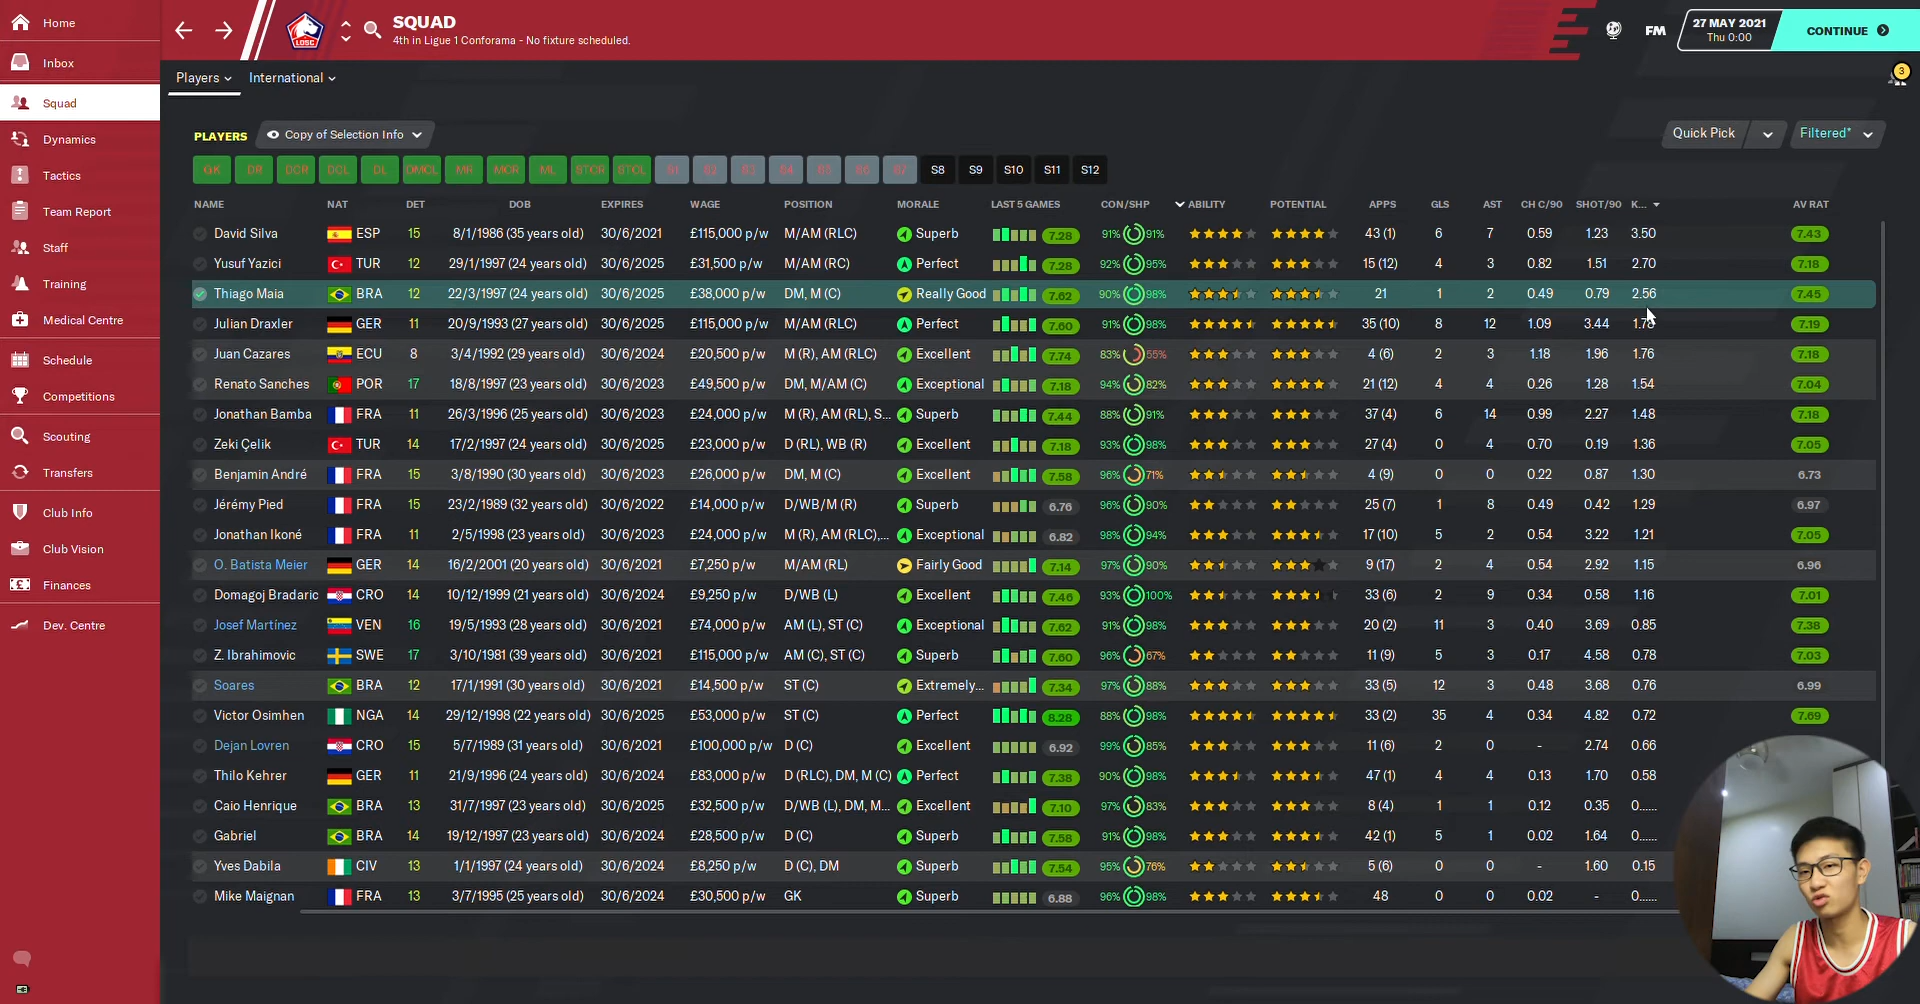 Home
Inbox
Squad
Dynamics
Tactics
Team Report
Staff
Training
Medical Centre
Schedule
Competitions
Scouting
Transfers
Club Info
Club Vision
Finances
Dev. Centre
LOSC
SQUAD
4th in Ligue 1 Conforama - No fixture scheduled.
FM
27 MAY 2021
Thu 0:00
CONTINUE
3
Players International
PLAYERS Copy of Selection Info Quick Pick Filtered*
GK DR DCR DCL DL DMCL MR MCR ML STCR STCL S1 S2 S3 S4 S5 S6 S7 S8 S9 S10 S11 S12
NAME NAT DET DOB EXPIRES WAGE POSITION MORALE LAST 5 GAMES CON/SHP ABILITY POTENTIAL APPS GLS AST CH C/90 SHOT/90 K... AV RAT
David Silva ESP 15 8/1/1986 (35 years old) 30/6/2021 £115,000 p/w M/AM (RLC) Superb 7.28 91% 91% 43 (1) 6 7 0.59 1.23 3.50 7.43
Yusuf Yazici TUR 12 29/1/1997 (24 years old) 30/6/2025 £31,500 p/w M/AM (RC) Perfect 7.28 92% 95% 15 (12) 4 3 0.82 1.51 2.70 7.18
Thiago Maia BRA 12 22/3/1997 (24 years old) 30/6/2025 £38,000 p/w DM, M (C) Really Good 7.62 90% 98% 21 1 2 0.49 0.79 2.56 7.45
Julian Draxler GER 11 20/9/1993 (27 years old) 30/6/2025 £115,000 p/w M/AM (RLC) Perfect 7.60 91% 98% 35 (10) 8 12 1.09 3.44 1.78 7.19
Juan Cazares ECU 8 3/4/1992 (29 years old) 30/6/2024 £20,500 p/w M (R), AM (RLC) Excellent 7.74 83% 55% 4 (6) 2 3 1.18 1.96 1.76 7.18
Renato Sanches POR 17 18/8/1997 (23 years old) 30/6/2023 £49,500 p/w DM, M/AM (C) Exceptional 7.18 94% 82% 21 (12) 4 4 0.26 1.28 1.54 7.04
Jonathan Bamba FRA 11 26/3/1996 (25 years old) 30/6/2023 £24,000 p/w M (R), AM (RL), S... Superb 7.44 88% 91% 37 (4) 6 14 0.99 2.27 1.48 7.18
Zeki Çelik TUR 14 17/2/1997 (24 years old) 30/6/2025 £23,000 p/w D (RL), WB (R) Excellent 7.18 93% 98% 27 (4) 0 4 0.70 0.19 1.36 7.05
Benjamin André FRA 15 3/8/1990 (30 years old) 30/6/2023 £26,000 p/w DM, M (C) Excellent 7.58 96% 71% 4 (9) 0 0 0.22 0.87 1.30 6.73
Jérémy Pied FRA 15 23/2/1989 (32 years old) 30/6/2022 £14,000 p/w D/WB/M (R) Superb 6.76 96% 90% 25 (7) 1 8 0.49 0.42 1.29 6.97
Jonathan Ikoné FRA 11 2/5/1998 (23 years old) 30/6/2023 £24,000 p/w M (R), AM (RLC),... Exceptional 6.82 98% 94% 17 (10) 5 2 0.54 3.22 1.21 7.05
O. Batista Meier GER 14 16/2/2001 (20 years old) 30/6/2025 £7,250 p/w M/AM (RL) Fairly Good 7.14 97% 90% 9 (17) 2 4 0.54 2.92 1.15 6.96
Domagoj Bradaric CRO 14 10/12/1999 (21 years old) 30/6/2024 £9,250 p/w D/WB (L) Excellent 7.46 93% 100% 33 (6) 2 9 0.34 0.58 1.16 7.01
Josef Martínez VEN 16 19/5/1993 (28 years old) 30/6/2024 £74,000 p/w AM (L), ST (C) Exceptional 7.62 91% 98% 20 (2) 11 3 0.40 3.69 0.85 7.38
Z. Ibrahimovic SWE 17 3/10/1981 (39 years old) 30/6/2021 £115,000 p/w AM (C), ST (C) Superb 7.60 96% 67% 11 (9) 5 3 0.17 4.58 0.78 7.03
Soares BRA 12 17/1/1991 (30 years old) 30/6/2021 £14,500 p/w ST (C) Extremely... 7.34 97% 88% 33 (5) 12 3 0.48 3.68 0.76 6.99
Victor Osimhen NGA 14 29/12/1998 (22 years old) 30/6/2025 £53,000 p/w ST (C) Perfect 8.28 88% 98% 33 (2) 35 4 0.34 4.82 0.72 7.69
Dejan Lovren CRO 15 5/7/1989 (31 years old) 30/6/2021 £100,000 p/w D (C) Excellent 6.92 99% 85% 11 (6) 2 0 - 2.74 0.66
Thilo Kehrer GER 11 21/9/1996 (24 years old) 30/6/2024 £83,000 p/w D (RLC), DM, M (C) Perfect 7.38 90% 98% 47 (1) 4 4 0.13 1.70 0.58
Caio Henrique BRA 13 31/7/1997 (23 years old) 30/6/2025 £32,500 p/w D/WB (L), DM, M... Excellent 7.10 97% 83% 8 (4) 1 1 0.12 0.35 0......
Gabriel BRA 14 19/12/1997 (23 years old) 30/6/2024 £28,500 p/w D (C) Superb 7.58 91% 98% 42 (1) 5 1 0.02 1.64 0......
Yves Dabila CIV 13 1/1/1997 (24 years old) 30/6/2024 £8,250 p/w D (C), DM Superb 7.54 95% 76% 5 (6) 0 0 - 1.60 0.15
Mike Maignan FRA 13 3/7/1995 (25 years old) 30/6/2024 £30,500 p/w GK Superb 6.88 96% 98% 48 0 0 0.02 - 0......